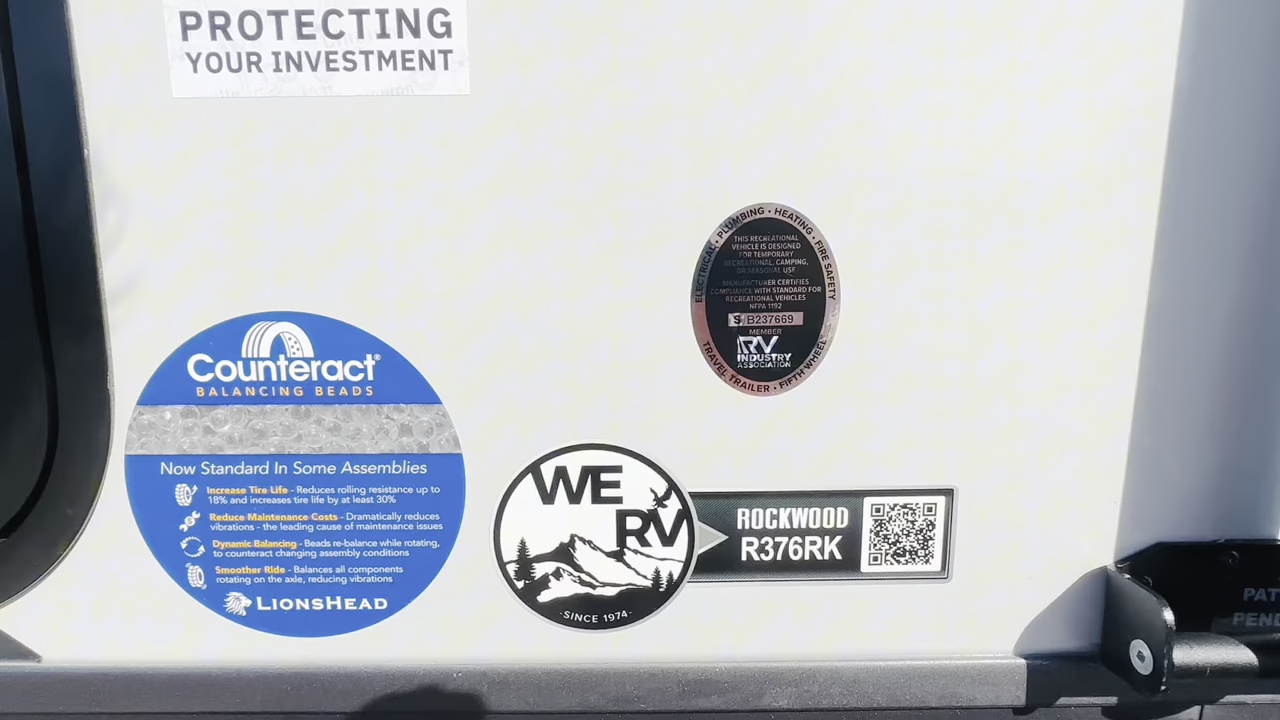 PROTECTING
YOUR INVESTMENT
ELECTRICAL • PLUMBING • HEATING • FIRE SAFETY
THIS RECREATIONAL
VEHICLE IS DESIGNED
FOR TEMPORARY
RECREATIONAL, CAMPING,
OR SEASONAL USE
MANUFACTURER CERTIFIES
COMPLIANCE WITH STANDARD FOR
RECREATIONAL VEHICLES
NFPA 1192
$ B237669
MEMBER
RV
INDUSTRY
ASSOCIATION
TRAVEL TRAILER • FIFTH WHEEL
Counteract®
BALANCING BEADS
Now Standard In Some Assemblies
Increase Tire Life - Reduces rolling resistance up to
18% and increases tire life by at least 30%
Reduce Maintenance Costs - Dramatically reduces
vibrations - the leading cause of maintenance issues
Dynamic Balancing - Beads re-balance while rotating,
to counteract changing assembly conditions
Smoother Ride - Balances all components
rotating on the axle, reducing vibrations
LIONSHEAD
WE
RV
·SINCE 1974·
ROCKWOOD
R376RK
PAT
PEND